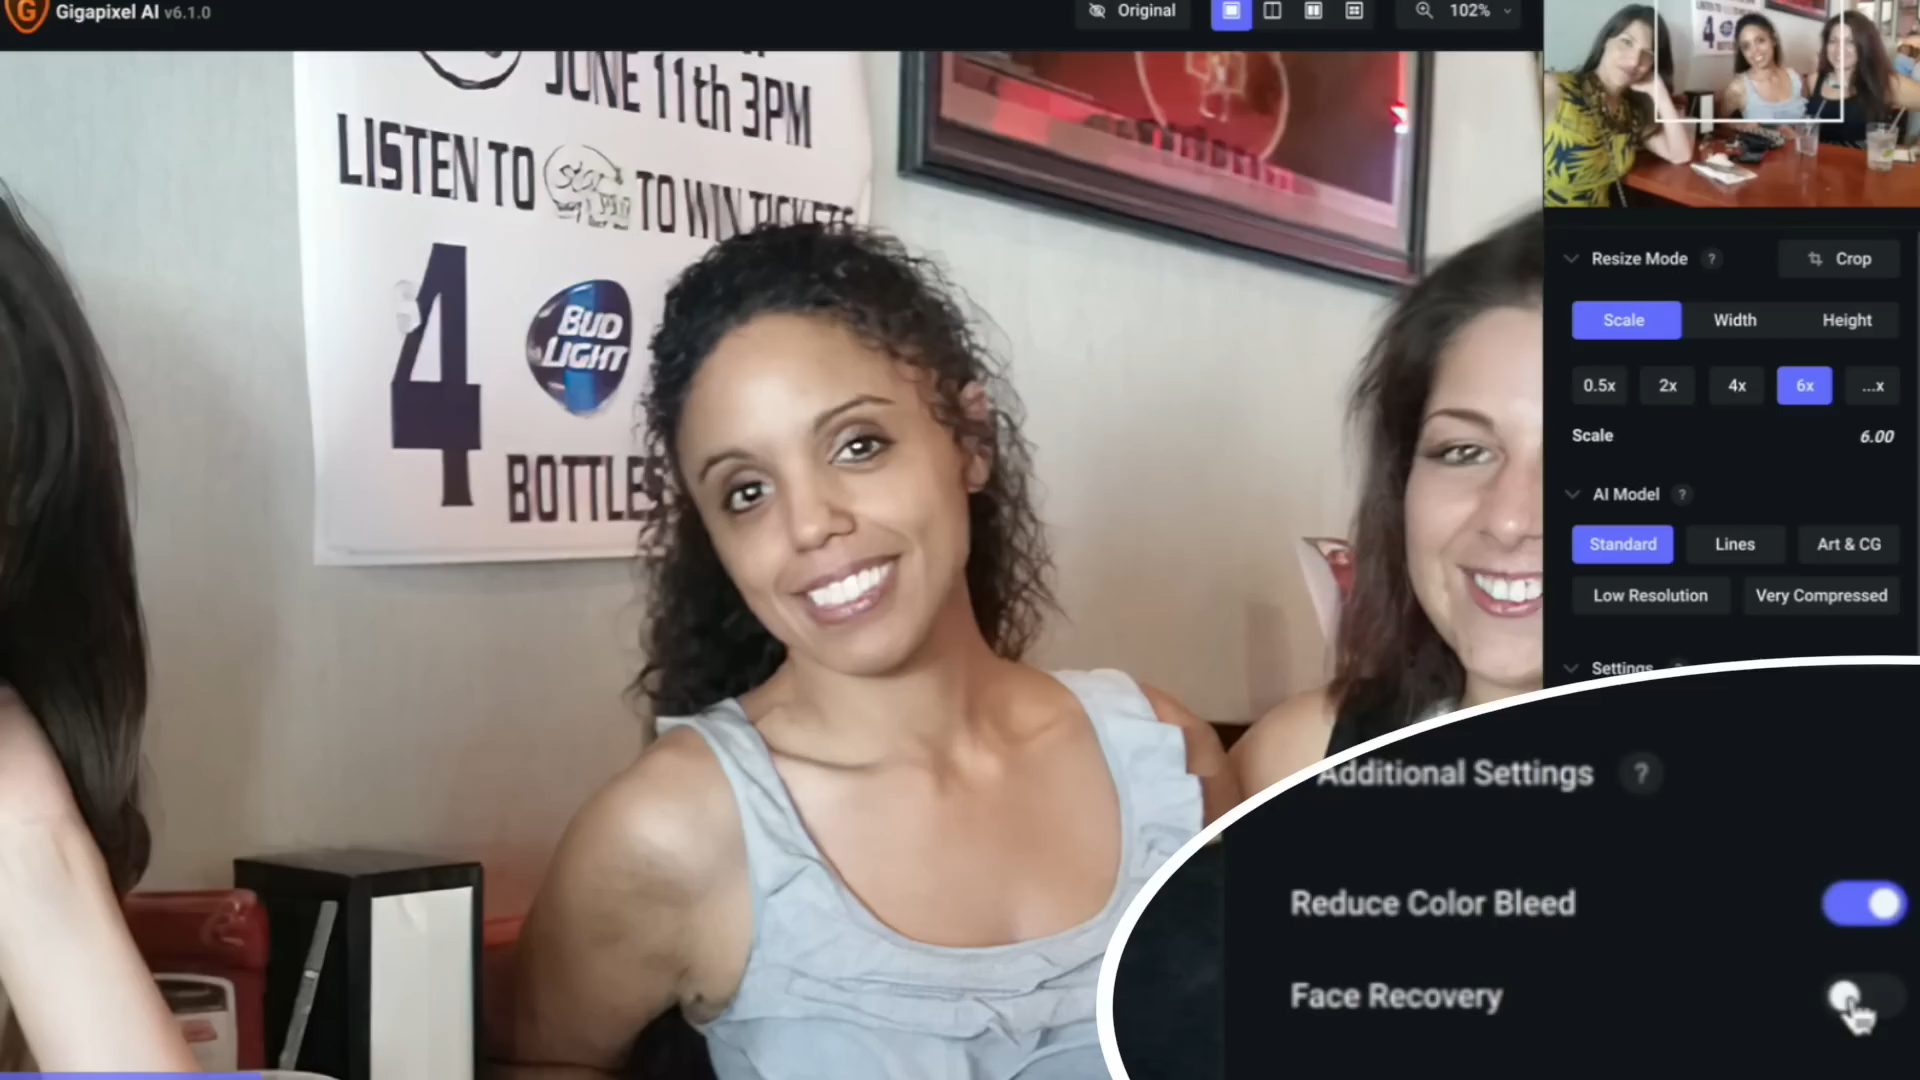 G Gigapixel AI v6.1.0
Original
102%
JUNE 11th 3PM
LISTEN TO star TO WIN TICKETS
4
BUD
LIGHT
BOTTLES
Resize Mode ?
Crop
Scale Width Height
0.5x 2x 4x 6x ...x
Scale 6.00
AI Model ?
Standard Lines Art & CG
Low Resolution Very Compressed
Settings
Additional Settings ?
Reduce Color Bleed
Face Recovery